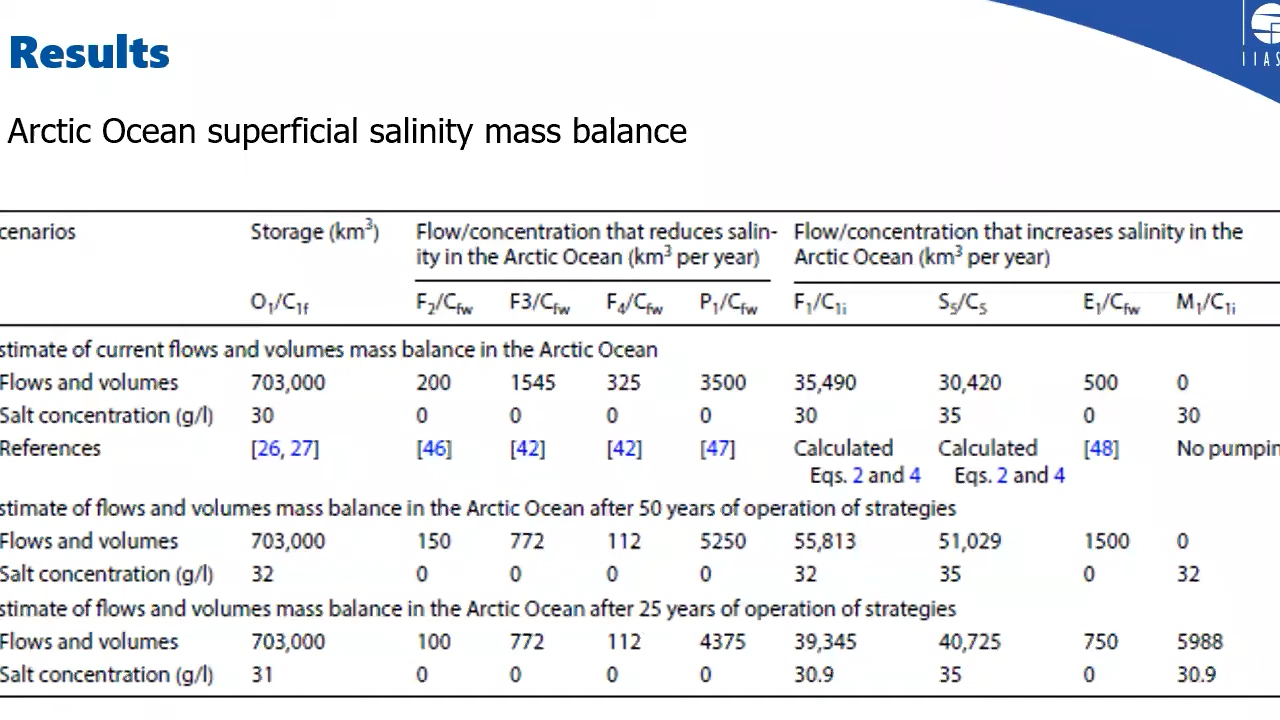 Results
IIAS
Arctic Ocean superficial salinity mass balance
cenarios Storage (km³) Flow/concentration that reduces salin- Flow/concentration that increases salinity in the
ity in the Arctic Ocean (km³ per year) Arctic Ocean (km³ per year)
O₁/C₁f F₂/Cfw F3/Cfw F₄/Cfw P₁/Cfw F₁/C₁i S₅/C₅ E₁/Cfw M₁/C₁i
stimate of current flows and volumes mass balance in the Arctic Ocean
Flows and volumes 703,000 200 1545 325 3500 35,490 30,420 500 0
Salt concentration (g/l) 30 0 0 0 0 30 35 0 30
References [26, 27] [46] [42] [42] [47] Calculated Calculated [48] No pumpin
Eqs. 2 and 4 Eqs. 2 and 4
stimate of flows and volumes mass balance in the Arctic Ocean after 50 years of operation of strategies
Flows and volumes 703,000 150 772 112 5250 55,813 51,029 1500 0
Salt concentration (g/l) 32 0 0 0 0 32 35 0 32
stimate of flows and volumes mass balance in the Arctic Ocean after 25 years of operation of strategies
Flows and volumes 703,000 100 772 112 4375 39,345 40,725 750 5988
Salt concentration (g/l) 31 0 0 0 0 30.9 35 0 30.9